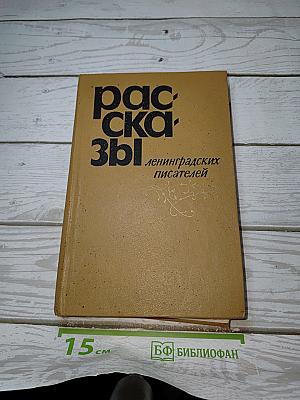 рас-
ска-
зы
ленинградских
писателей
15 см
БФ БИБЛИОФАН